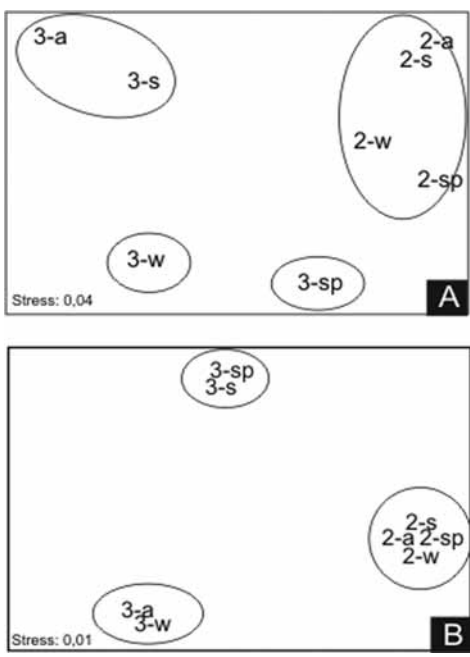 3-a
2-a
2-s
3-s
2-w
2-sp
3-w
3-sp
Stress: 0,04
A
3-sp
3-s
2-s
2-a 2-sp
2-w
3-a
3-w
Stress: 0,01
B